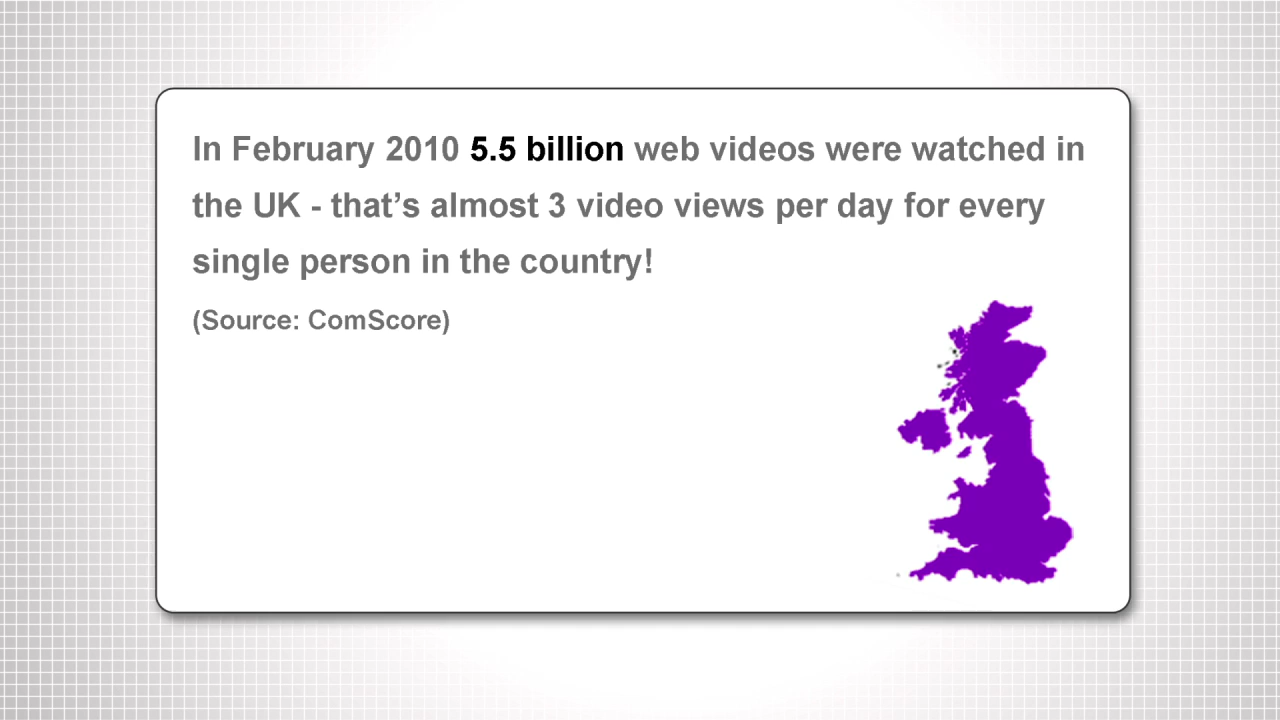 In February 2010 5.5 billion web videos were watched in
the UK - that’s almost 3 video views per day for every
single person in the country!
(Source: ComScore)